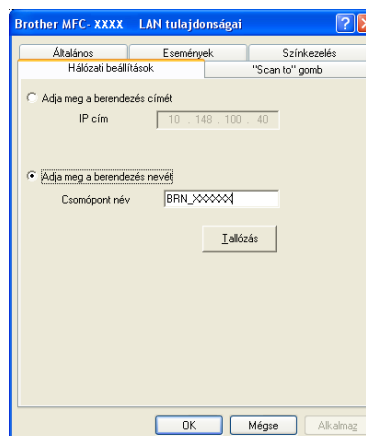 Brother MFC- XXXX LAN tulajdonságai
Általános Események Színkezelés
Hálózati beállítások "Scan to" gomb
Adja meg a berendezés címét
IP cím 10 . 148 . 100 . 40
Adja meg a berendezés nevét
Csomópont név BRN_XXXXXX
Tallózás
OK Mégse Alkalmaz